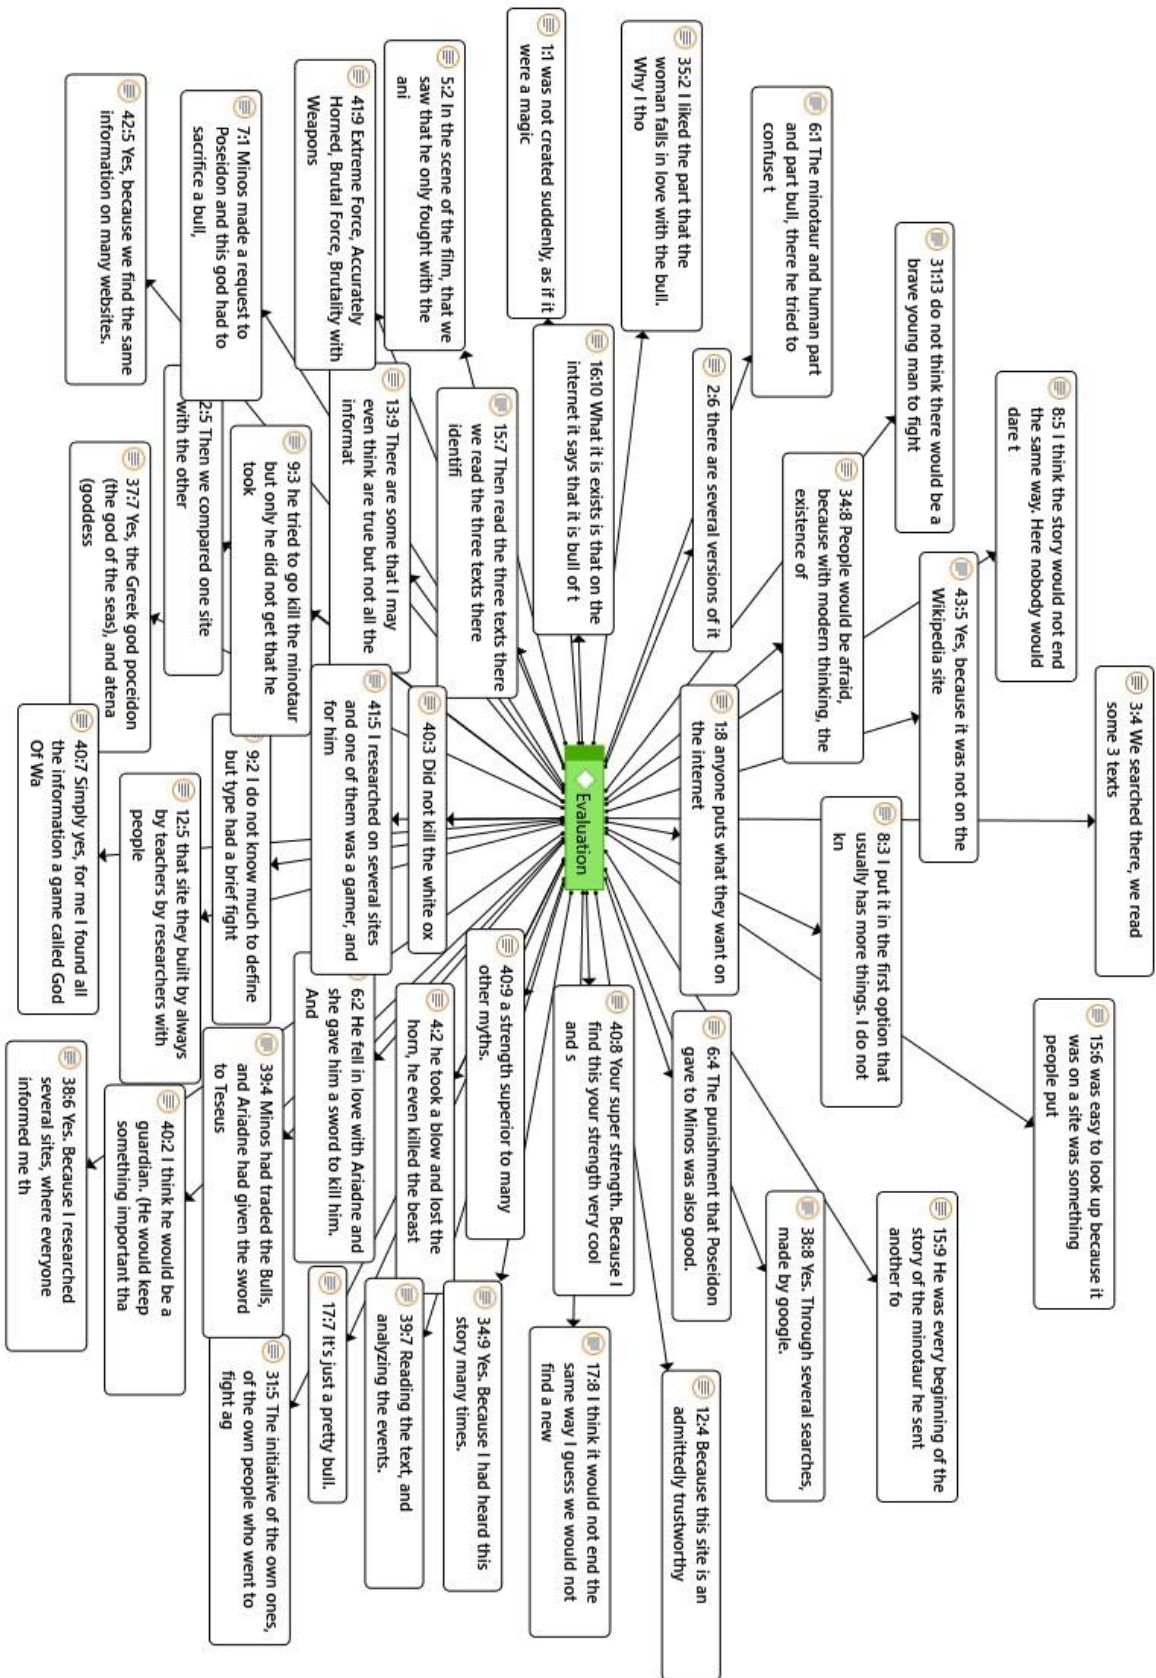 3:4 We searched there, we read
some 3 texts
15:6 was easy to look up because it
was on a site was something
people put
8:5 I think the story would not end
the same way. Here nobody would
dare t
43:5 Yes, because it was not on the
Wikipedia site
8:3 I put it in the first option that
usually has more things. I do not
kn
15:9 He was every beginning of the
story of the minotaur he sent
another fo
31:13 do not think there would be a
brave young man to fight
34:8 People would be afraid,
because with modern thinking, the
existence of
38:8 Yes. Through several searches,
made by google.
6:1 The minotaur and human part
and part bull, there he tried to
confuse t
2:6 there are several versions of it
1:8 anyone puts what they want on
the internet
6:4 The punishment that Poseidon
gave to Minos was also good.
12:4 Because this site is an
admittedly trustworthy
35:2 I liked the part that the
woman falls in love with the bull.
Why I tho
16:10 What it is exists is that on the
internet it says that it is bull of t
Evaluation
40:8 Your super strength. Because I
find this your strength very cool
and s
17:8 I think it would not end the
same way I guess we would not
find a new
1:1 was not created suddenly, as if it
were a magic
15:7 Then read the three texts there
we read the three texts there
identifi
40:9 a strength superior to many
other myths.
34:9 Yes. Because I had heard this
story many times.
5:2 In the scene of the film, that we
saw that he only fought with the
ani
13:9 There are some that I may
even think are true but not all the
informat
40:3 Did not kill the white ox
4:2 he took a blow and lost the
horn, he even killed the beast
39:7 Reading the text, and
analyzing the events.
41:9 Extreme Force, Accurately
Horned, Brutal Force, Brutality with
Weapons
9:3 he tried to go kill the minotaur
but only he did not get that he
took
41:5 I researched on several sites
and one of them was a gamer, and
for him
6:2 He fell in love with Ariadne and
she gave him a sword to kill him.
And
17:7 It's just a pretty bull.
7:1 Minos made a request to
Poseidon and this god had to
sacrifice a bull,
2:5 Then we compared one site
with the other
9:2 I do not know much to define
but type had a brief fight
39:4 Minos had traded the Bulls,
and Ariadne had given the sword
to Teseus
31:5 The initiative of the own ones,
of the own people who went to
fight ag
42:5 Yes, because we find the same
information on many websites.
37:7 Yes, the Greek god poceidon
(the god of the seas), and atena
(goddess
12:5 that site they built by always
by teachers by researchers with
people
40:2 I think he would be a
guardian. (He would keep
something important tha
40:7 Simply yes, for me I found all
the information a game called God
Of Wa
38:6 Yes. Because I researched
several sites, where everyone
informed me th